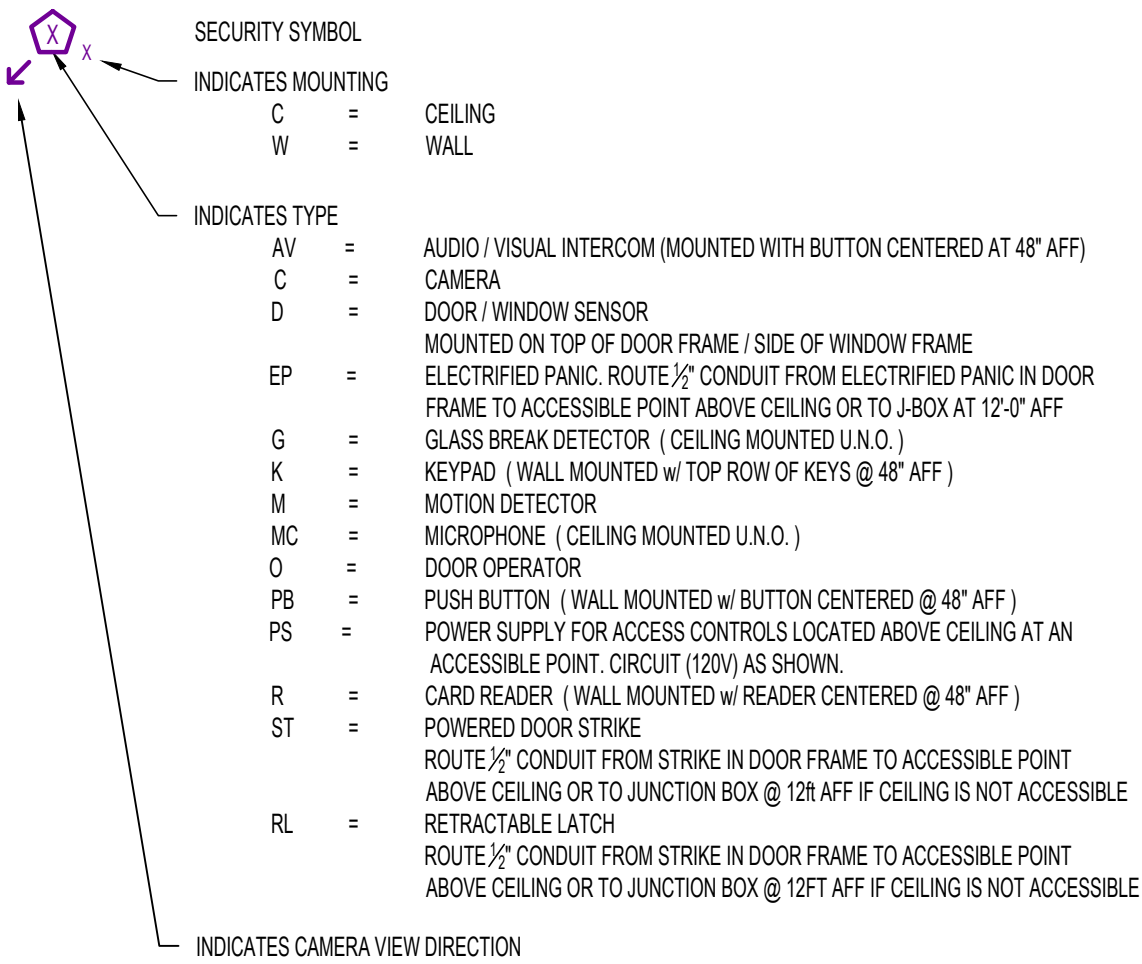 X
X
SECURITY SYMBOL
INDICATES MOUNTING
C = CEILING
W = WALL
INDICATES TYPE
AV = AUDIO / VISUAL INTERCOM (MOUNTED WITH BUTTON CENTERED AT 48" AFF)
C = CAMERA
D = DOOR / WINDOW SENSOR
MOUNTED ON TOP OF DOOR FRAME / SIDE OF WINDOW FRAME
EP = ELECTRIFIED PANIC. ROUTE ½" CONDUIT FROM ELECTRIFIED PANIC IN DOOR
FRAME TO ACCESSIBLE POINT ABOVE CEILING OR TO J-BOX AT 12'-0" AFF
G = GLASS BREAK DETECTOR ( CEILING MOUNTED U.N.O. )
K = KEYPAD ( WALL MOUNTED w/ TOP ROW OF KEYS @ 48" AFF )
M = MOTION DETECTOR
MC = MICROPHONE ( CEILING MOUNTED U.N.O. )
O = DOOR OPERATOR
PB = PUSH BUTTON ( WALL MOUNTED w/ BUTTON CENTERED @ 48" AFF )
PS = POWER SUPPLY FOR ACCESS CONTROLS LOCATED ABOVE CEILING AT AN
ACCESSIBLE POINT. CIRCUIT (120V) AS SHOWN.
R = CARD READER ( WALL MOUNTED w/ READER CENTERED @ 48" AFF )
ST = POWERED DOOR STRIKE
ROUTE ½" CONDUIT FROM STRIKE IN DOOR FRAME TO ACCESSIBLE POINT
ABOVE CEILING OR TO JUNCTION BOX @ 12ft AFF IF CEILING IS NOT ACCESSIBLE
RL = RETRACTABLE LATCH
ROUTE ½" CONDUIT FROM STRIKE IN DOOR FRAME TO ACCESSIBLE POINT
ABOVE CEILING OR TO JUNCTION BOX @ 12FT AFF IF CEILING IS NOT ACCESSIBLE
INDICATES CAMERA VIEW DIRECTION